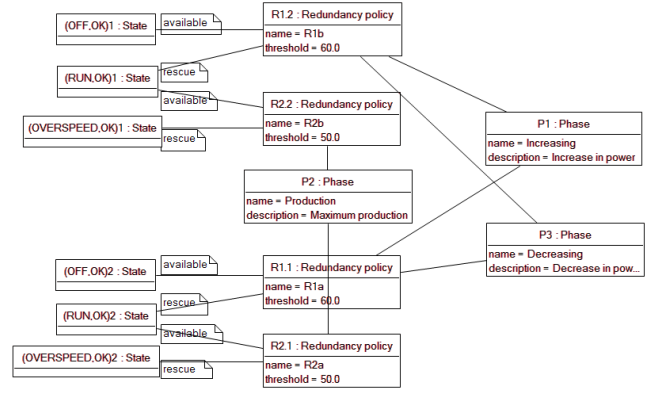 (OFF,OK)1 : State
available
R1.2 : Redundancy policy
name = R1b
threshold = 60.0
(RUN,OK)1 : State
rescue
available
R2.2 : Redundancy policy
name = R2b
threshold = 50.0
(OVERSPEED,OK)1 : State
rescue
P1 : Phase
name = Increasing
description = Increase in power
P2 : Phase
name = Production
description = Maximum production
P3 : Phase
name = Decreasing
description = Decrease in pow...
(OFF,OK)2 : State
available
R1.1 : Redundancy policy
name = R1a
threshold = 60.0
(RUN,OK)2 : State
rescue
available
R2.1 : Redundancy policy
name = R2a
threshold = 50.0
(OVERSPEED,OK)2 : State
rescue